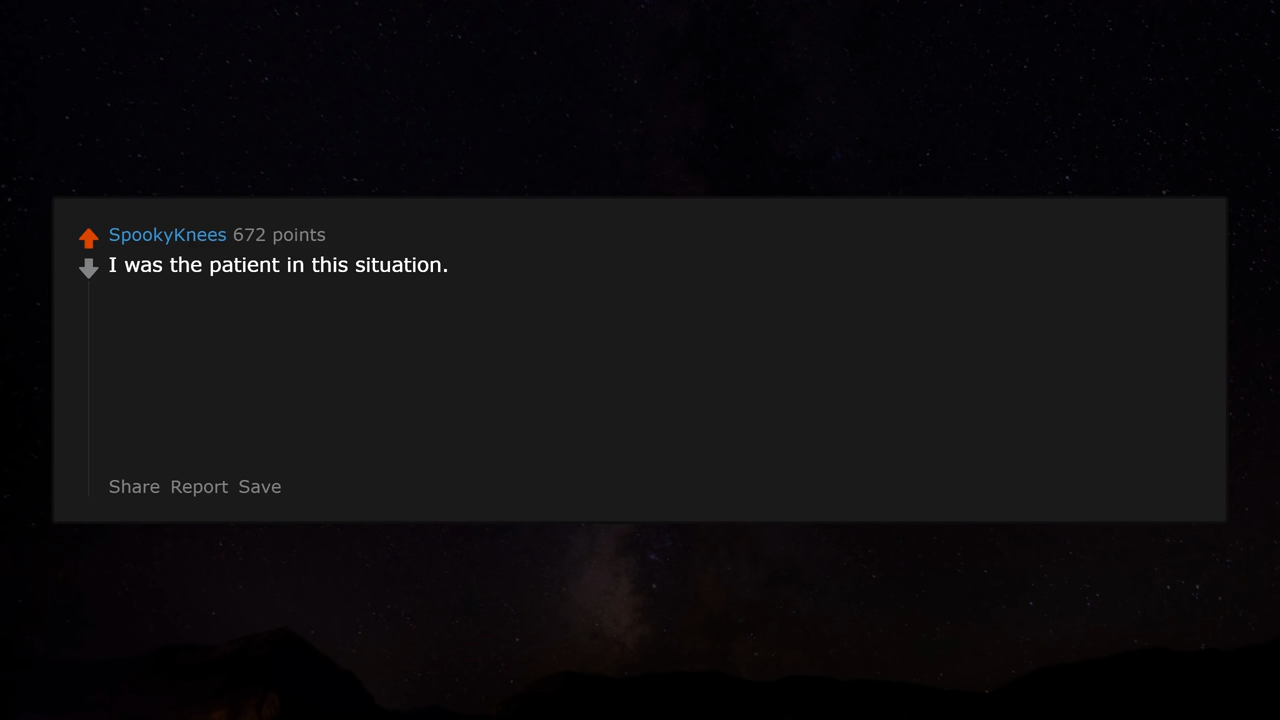 SpookyKnees 672 points
I was the patient in this situation.
Share Report Save